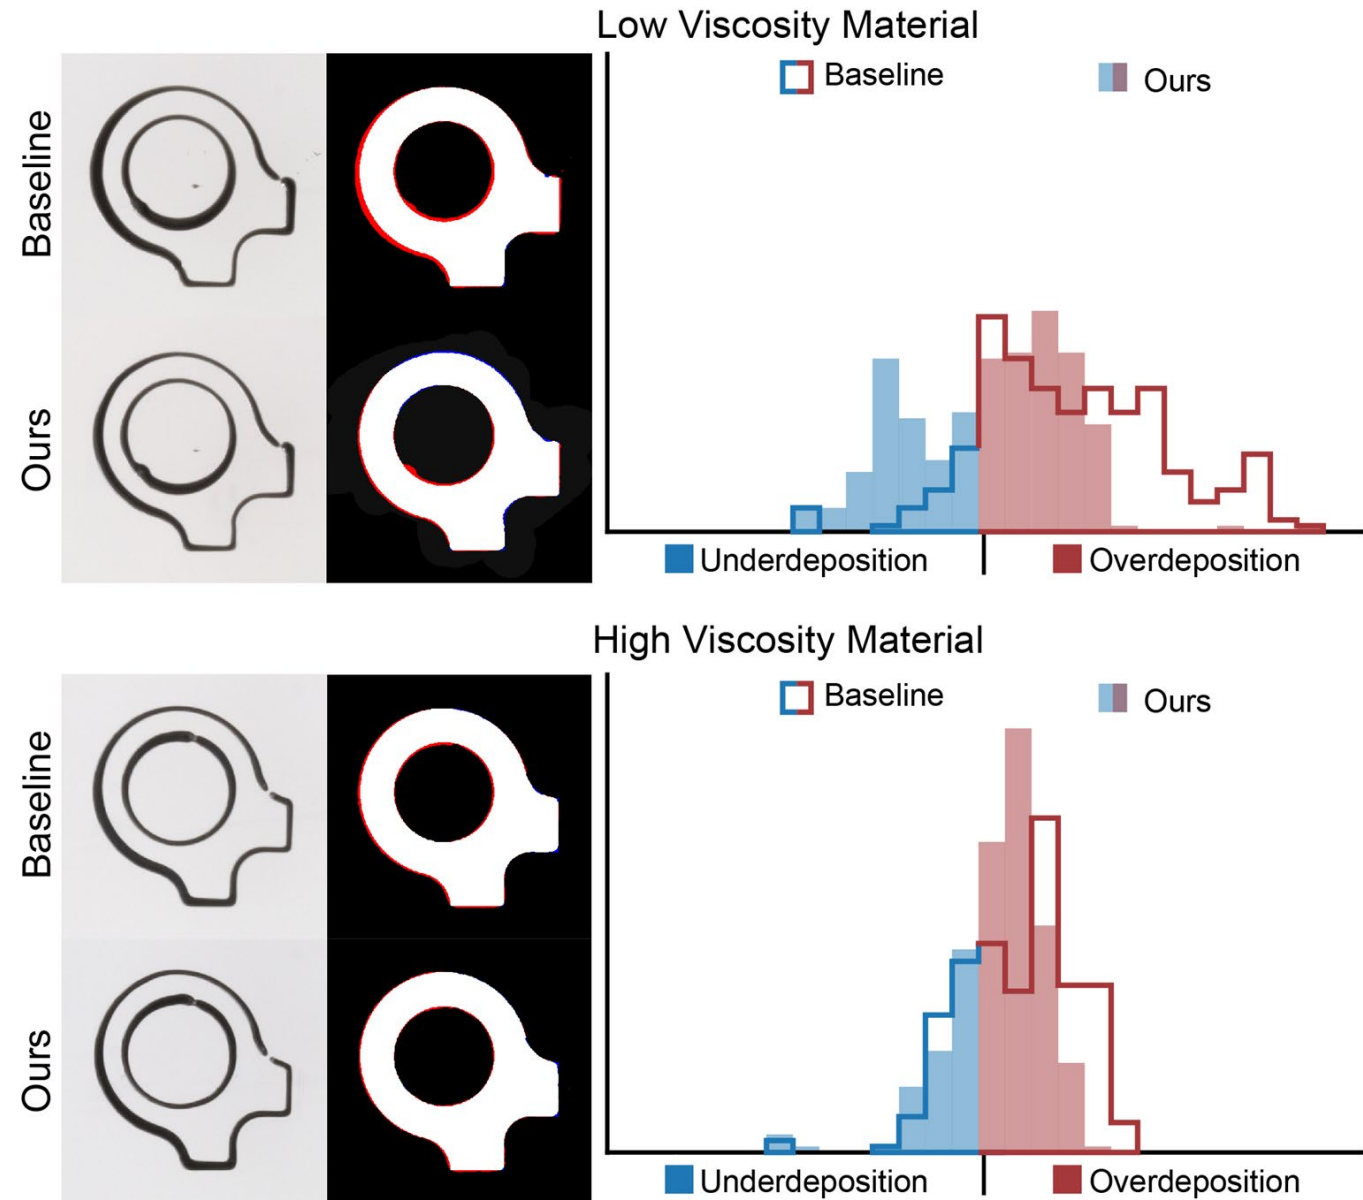 Low Viscosity Material
Baseline
Ours
Baseline
Ours
Underdeposition
Overdeposition
High Viscosity Material
Baseline
Ours
Baseline
Ours
Underdeposition
Overdeposition